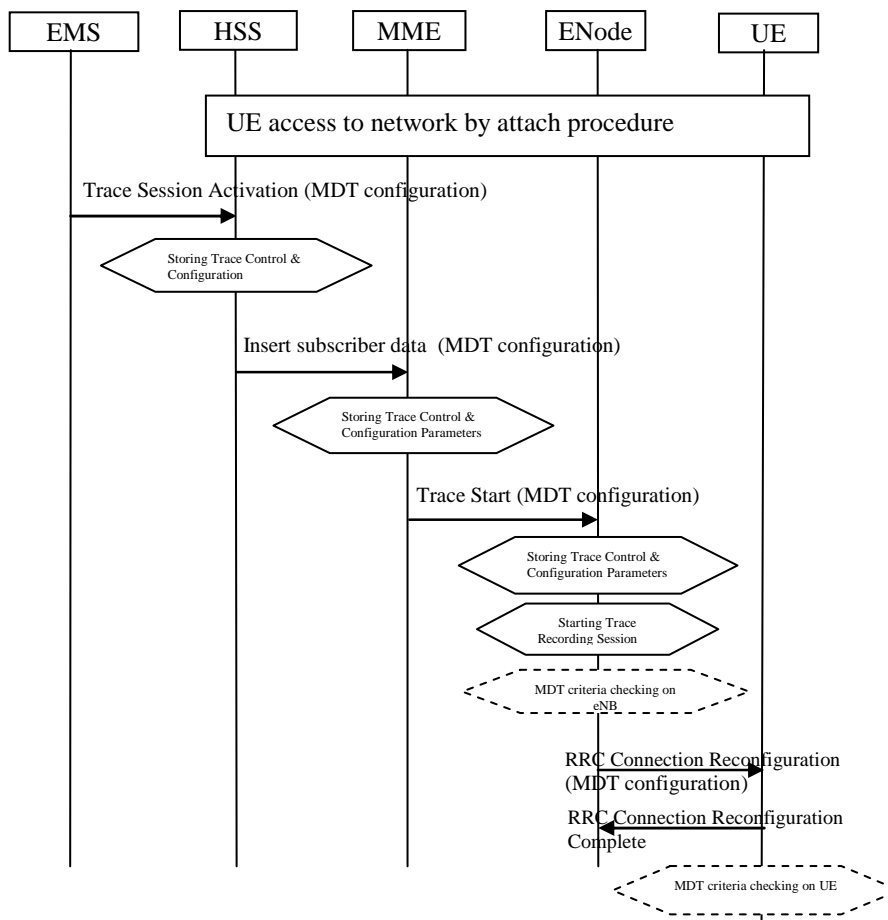 EMS
HSS
MME
ENode
UE
UE access to network by attach procedure
Trace Session Activation (MDT configuration)
Storing Trace Control &
Configuration
Insert subscriber data (MDT configuration)
Storing Trace Control &
Configuration Parameters
Trace Start (MDT configuration)
Storing Trace Control &
Configuration Parameters
Starting Trace
Recording Session
MDT criteria checking on
eNB
RRC Connection Reconfiguration
(MDT configuration)
RRC Connection Reconfiguration
Complete
MDT criteria checking on UE